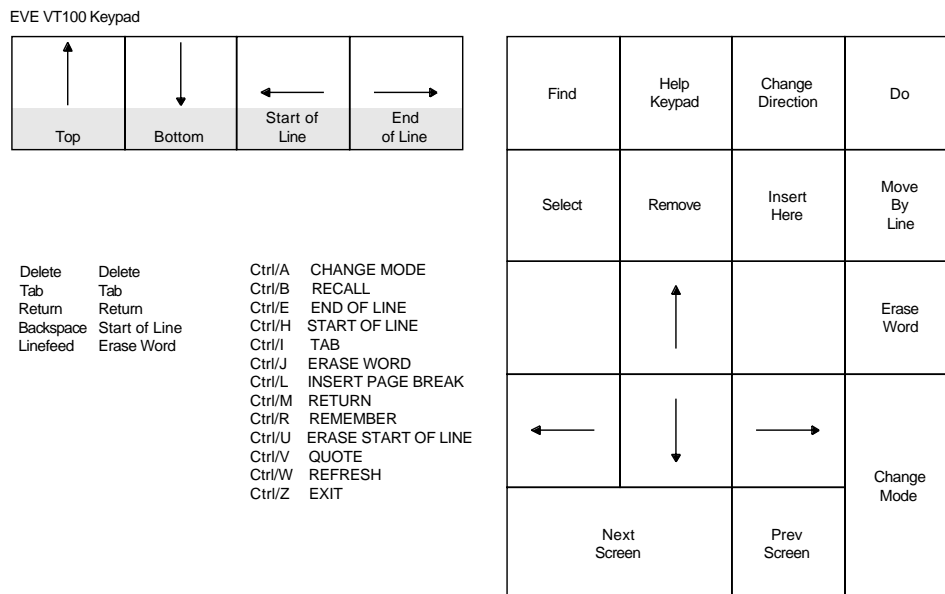 EVE VT100 Keypad
Top
Bottom
Start of
Line
End
of Line
Find
Help
Keypad
Change
Direction
Do
Select
Remove
Insert
Here
Move
By
Line
Erase
Word
Change
Mode
Next
Screen
Prev
Screen
Delete Delete
Tab Tab
Return Return
Backspace Start of Line
Linefeed Erase Word
Ctrl/A CHANGE MODE
Ctrl/B RECALL
Ctrl/E END OF LINE
Ctrl/H START OF LINE
Ctrl/I TAB
Ctrl/J ERASE WORD
Ctrl/L INSERT PAGE BREAK
Ctrl/M RETURN
Ctrl/R REMEMBER
Ctrl/U ERASE START OF LINE
Ctrl/V QUOTE
Ctrl/W REFRESH
Ctrl/Z EXIT